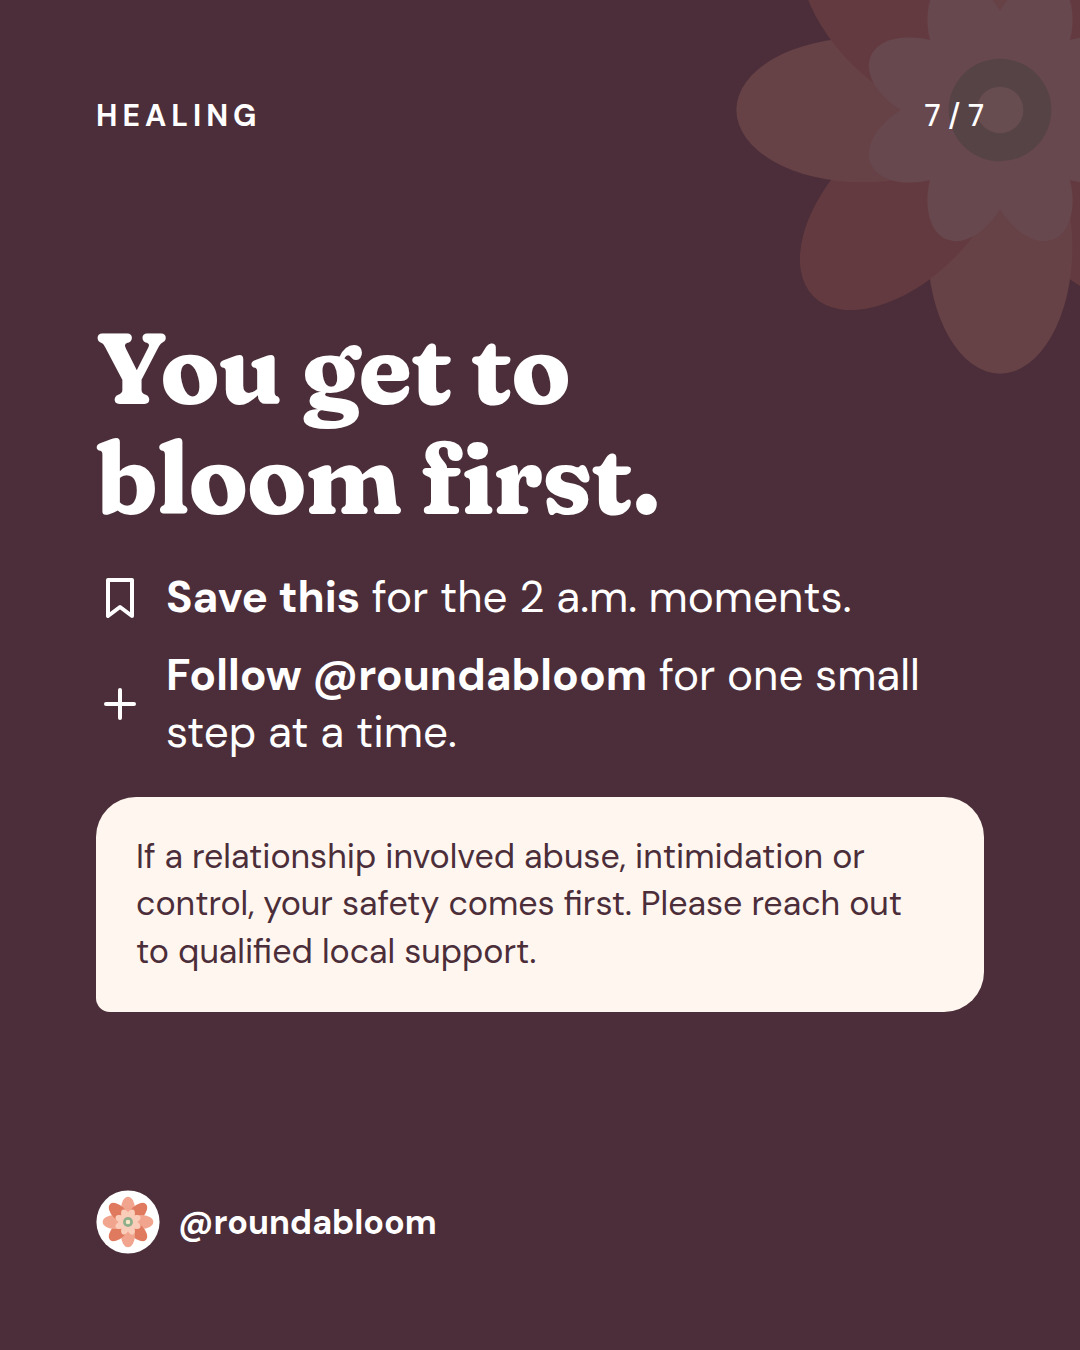 HEALING
7 / 7
You get to
bloom first.
Save this for the 2 a.m. moments.
Follow @roundabloom for one small
step at a time.
If a relationship involved abuse, intimidation or
control, your safety comes first. Please reach out
to qualified local support.
@roundabloom